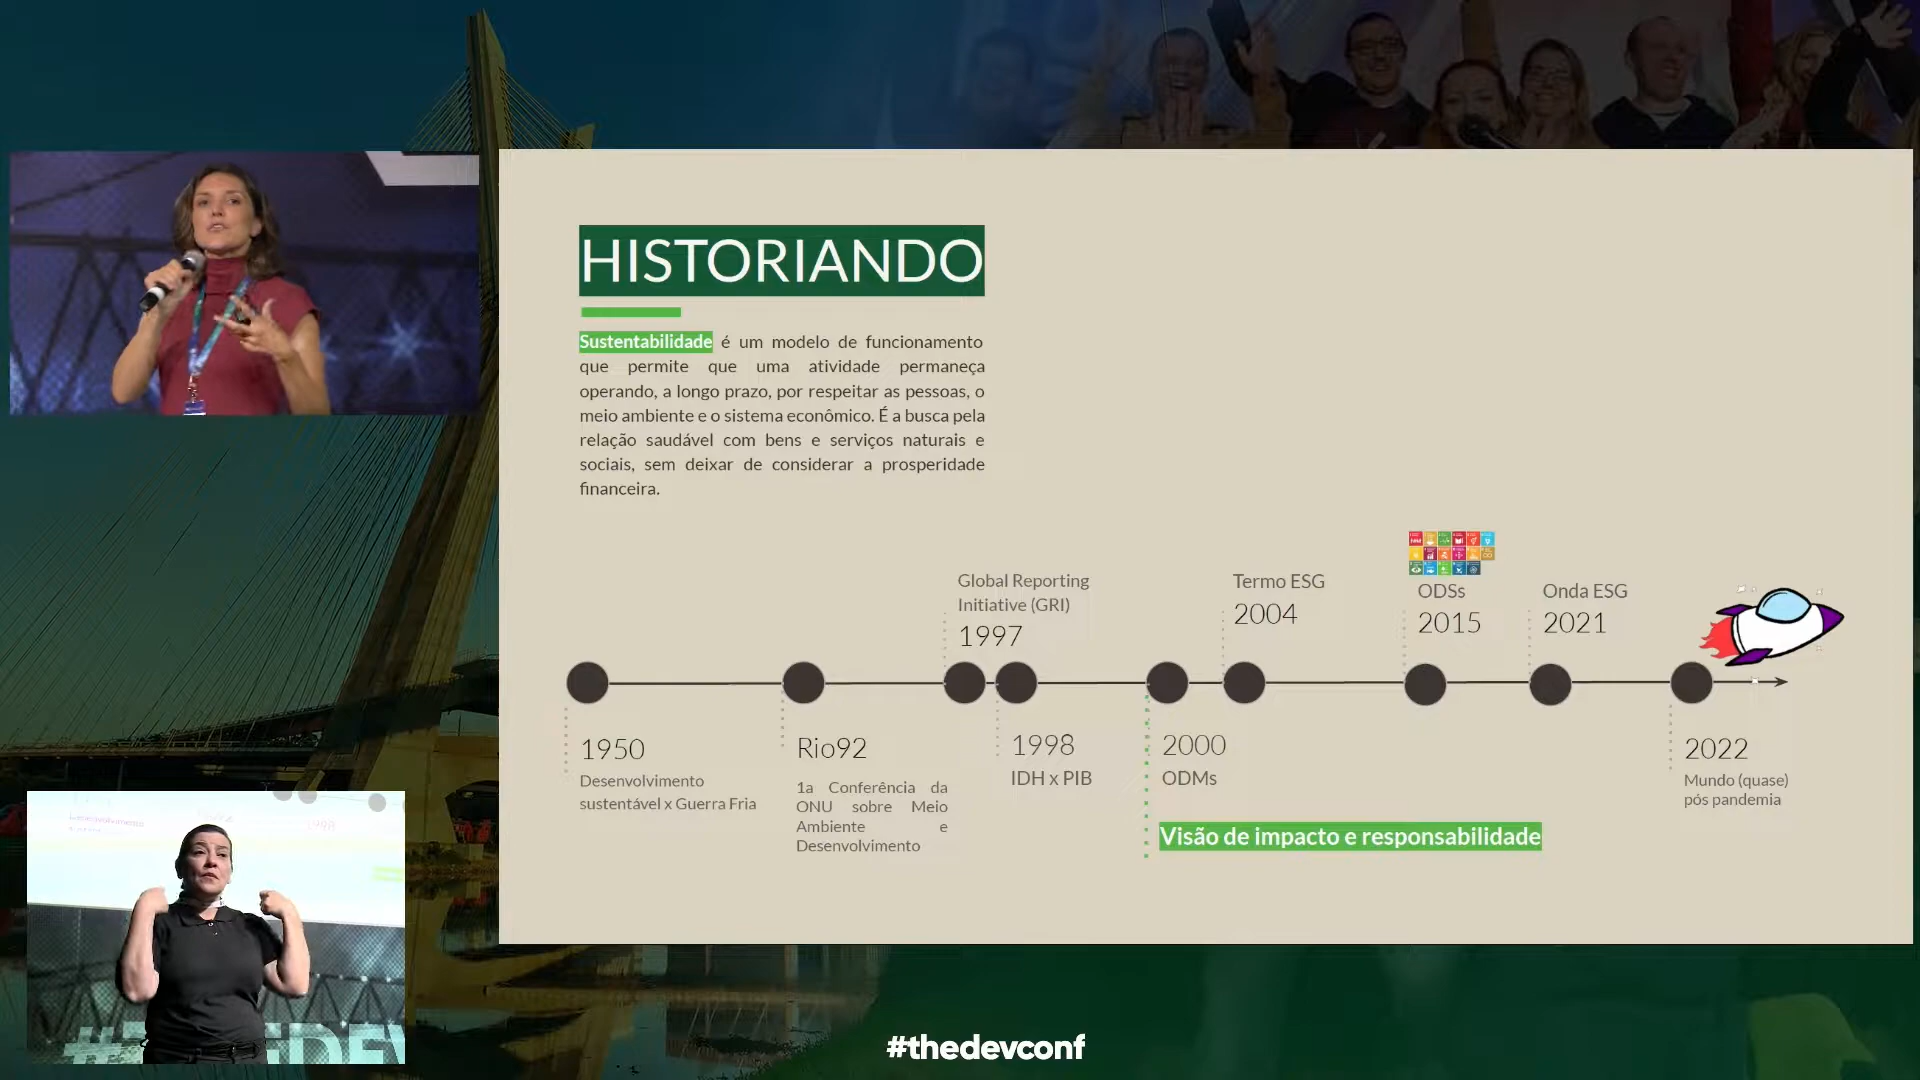 HISTORIANDO
Sustentabilidade é um modelo de funcionamento
que permite que uma atividade permaneça
operando, a longo prazo, por respeitar as pessoas, o
meio ambiente e o sistema econômico. É a busca pela
relação saudável com bens e serviços naturais e
sociais, sem deixar de considerar a prosperidade
financeira.
Global Reporting
Initiative (GRI)
1997
Termo ESG
2004
ODSs
2015
Onda ESG
2021
1950
Desenvolvimento
sustentável x Guerra Fria
Rio92
1a Conferência da
ONU sobre Meio
Ambiente e
Desenvolvimento
1998
IDH x PIB
2000
ODMs
Visão de impacto e responsabilidade
2022
Mundo (quase)
pós pandemia
#thedevconf